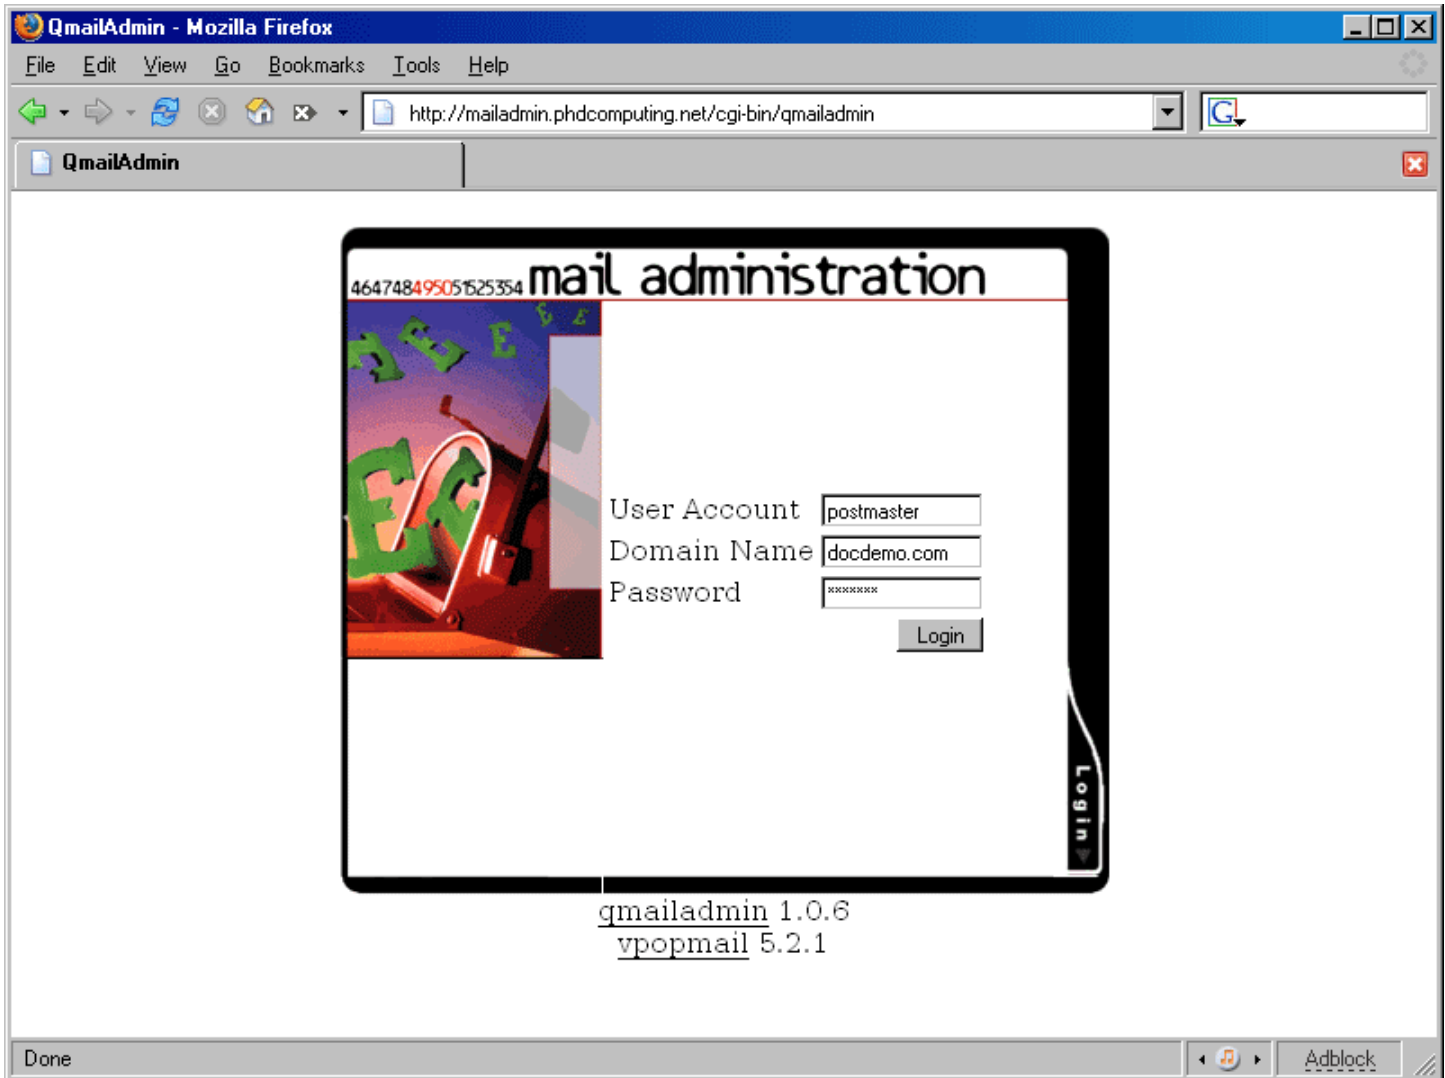 QmailAdmin - Mozilla Firefox
File Edit View Go Bookmarks Tools Help
http://mailadmin.phdcomputing.net/cgi-bin/qmailadmin
G
QmailAdmin
464748495051525354 mail administration
E E E E E
E E
User Account postmaster
Domain Name docdemo.com
Password *******
Login
Login
qmailadmin 1.0.6
vpopmail 5.2.1
Done Adblock